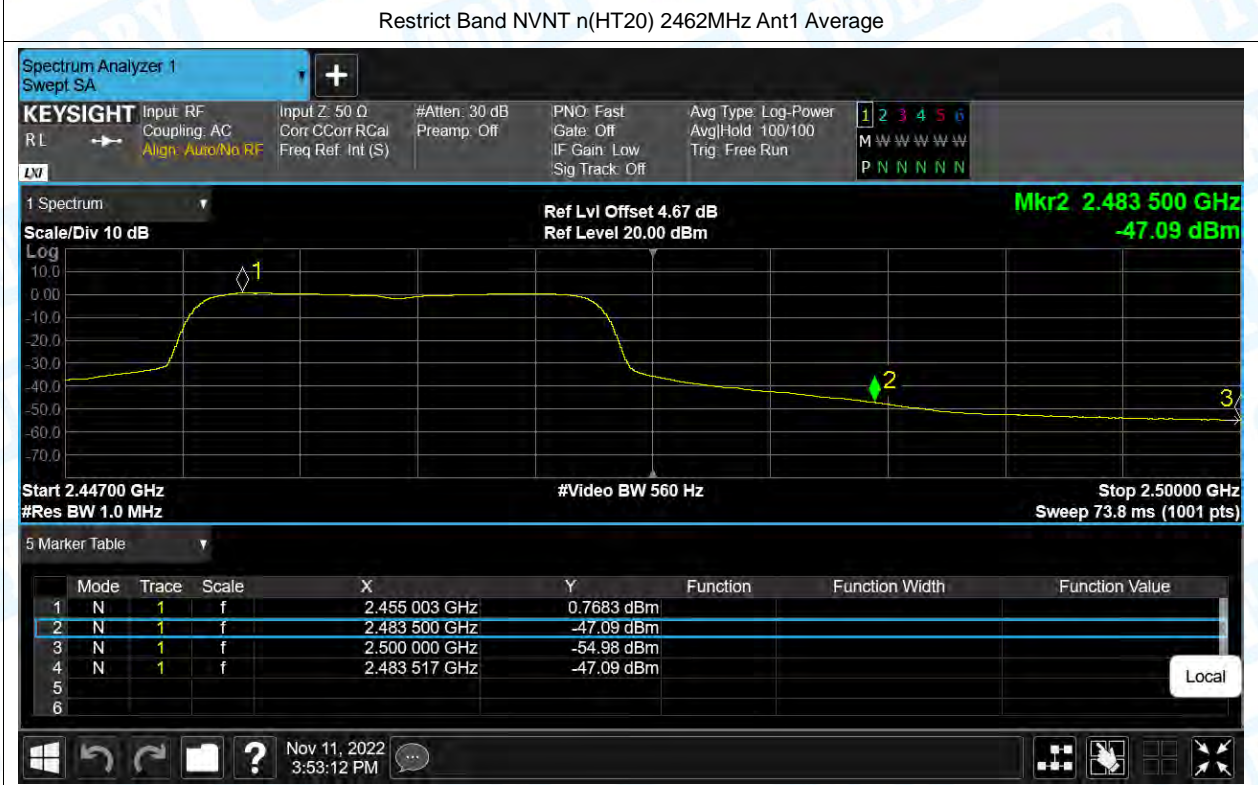 Restrict Band NVNT n(HT20) 2462MHz Ant1 Average
Spectrum Analyzer 1
Swept SA
+
KEYSIGHT Input: RF Input Z: 50 Ω #Atten: 30 dB PNO: Fast Avg Type: Log-Power 1 2 3 4 5 6
RL Coupling: AC Corr CCorr RCal Preamp: Off Gate: Off Avg|Hold: 100/100 M W W W W W W
Align: Auto/No RF Freq Ref: Int (S) IF Gain: Low Trig: Free Run P N N N N N N
LXI Sig Track: Off
1 Spectrum
Ref Lvl Offset 4.67 dB
Mkr2 2.483 500 GHz
Scale/Div 10 dB
Ref Level 20.00 dBm
-47.09 dBm
Log
10.0
0.00
-10.0
-20.0
-30.0
-40.0
-50.0
-60.0
-70.0
1
2
3
Start 2.44700 GHz #Video BW 560 Hz Stop 2.50000 GHz
#Res BW 1.0 MHz Sweep 73.8 ms (1001 pts)
5 Marker Table
Mode Trace Scale X Y Function Function Width Function Value
1 N 1 f 2.455 003 GHz 0.7683 dBm
2 N 1 f 2.483 500 GHz -47.09 dBm
3 N 1 f 2.500 000 GHz -54.98 dBm
4 N 1 f 2.483 517 GHz -47.09 dBm
5
6
Local
?
Nov 11, 2022
3:53:12 PM